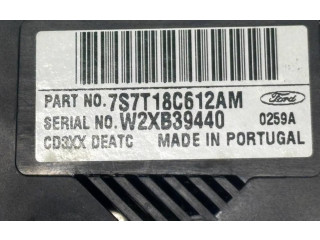 PART NO.7S7T18C612AM
Ford
SERIAL NO.W2XB39440 0259A
CD3XX DEATC MADE IN PORTUGAL